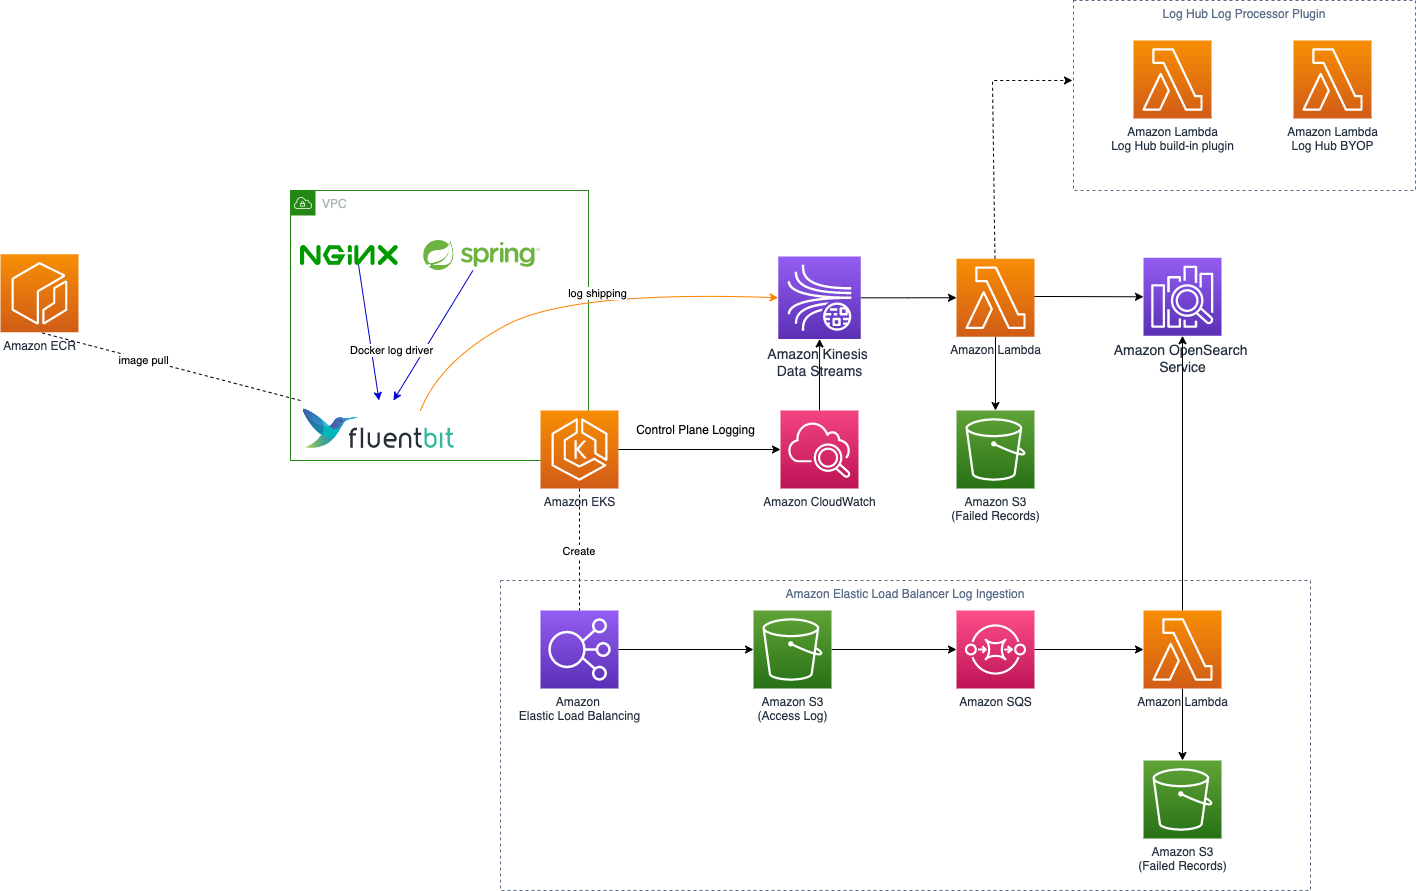 Log Hub Log Processor Plugin
Amazon Lambda
Log Hub build-in plugin
Amazon Lambda
Log Hub BYOP
VPC
NGINX
spring
Amazon ECR
image pull
Docker log driver
log shipping
fluentbit
Amazon Kinesis
Data Streams
Amazon Lambda
Amazon OpenSearch
Service
K
Amazon EKS
Control Plane Logging
Amazon CloudWatch
Amazon S3
(Failed Records)
Create
Amazon Elastic Load Balancer Log Ingestion
Amazon
Elastic Load Balancing
Amazon S3
(Access Log)
Amazon SQS
Amazon Lambda
Amazon S3
(Failed Records)